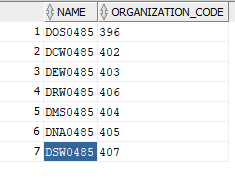 NAME ORGANIZATION_CODE
1 DOS0485 396
2 DCW0485 402
3 DEW0485 403
4 DRW0485 406
5 DMS0485 404
6 DNA0485 405
7 DSW0485 407